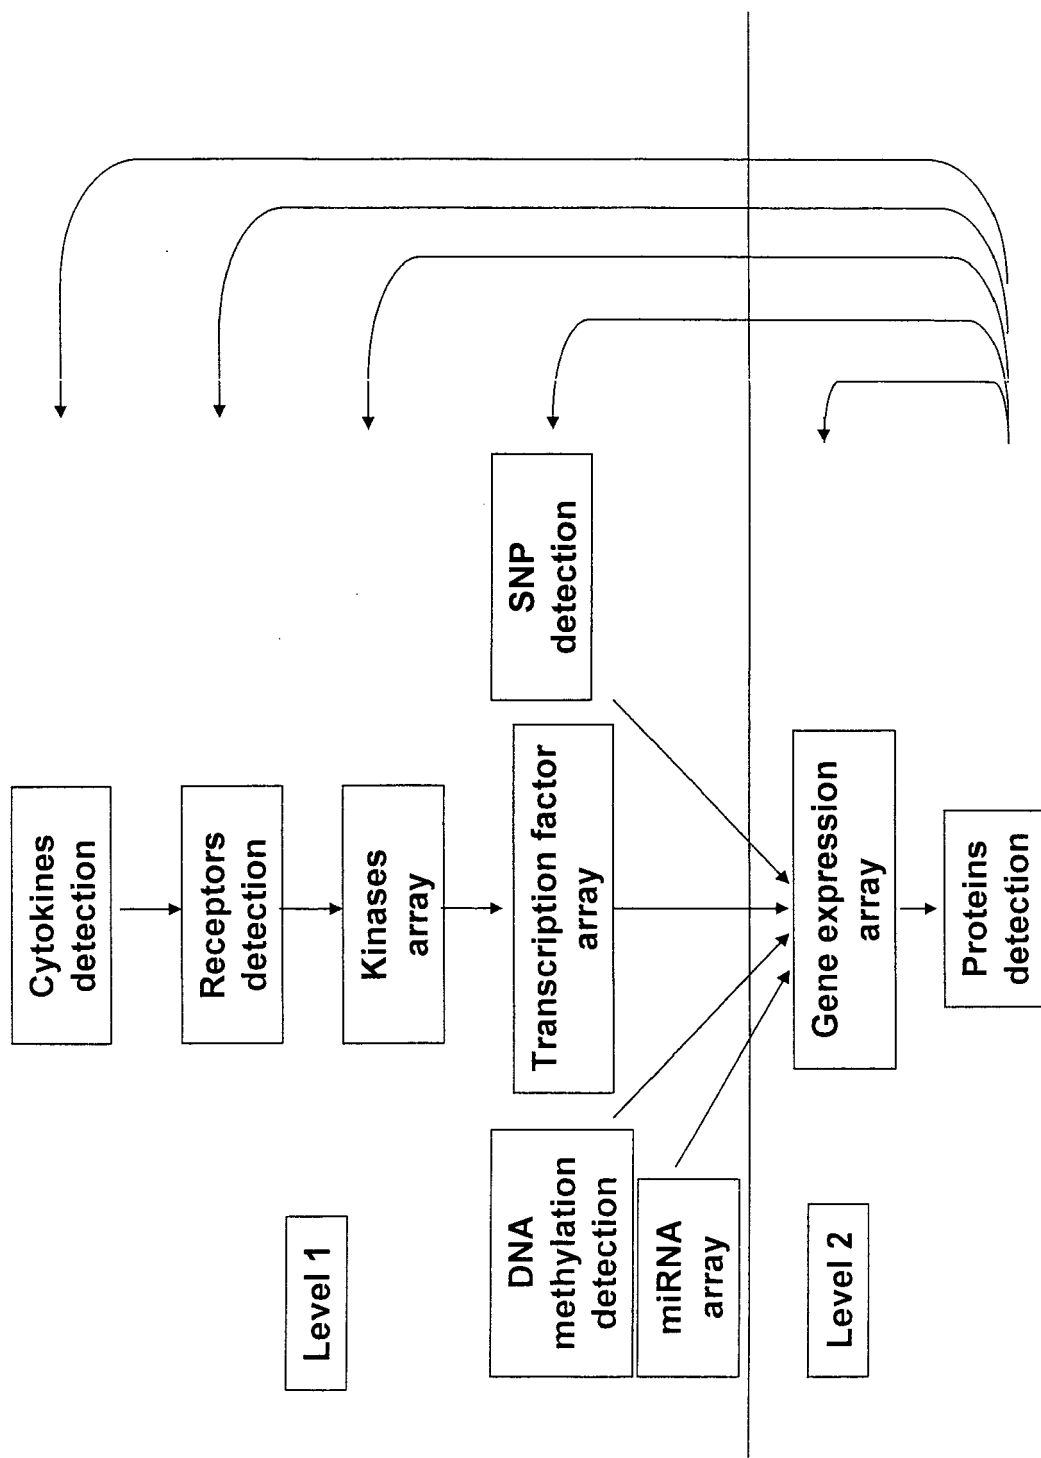 Cytokines
detection
Receptors
detection
Level 1
Kinases
array
DNA
methylation
detection
Transcription factor
array
SNP
detection
miRNA
array
Level 2
Gene expression
array
Proteins
detection